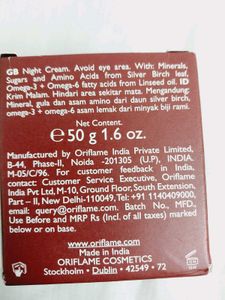 GB Night Cream. Avoid eye area. With: Minerals,
Sugars and Amino Acids from Silver Birch leaf,
Omega-3 + Omega-6 fatty acids from Linseed oil. ID
Krim Malam. Hindari area sekitar mata. Mengandung:
Mineral, gula dan asam amino dari daun silver birch,
omega-3 + omega-6 asam lemak dari minyak biji rami.
Net Content.
℮ 50 g 1.6 oz.
Manufactured by Oriflame India Private Limited,
B-44, Phase-II, Noida -201305 (U.P), INDIA.
M-05/C/96. For customer feedback in India,
contact: Customer Service Executive, Oriflame
India Pvt Ltd, M-10, Ground Floor, South Extension,
Part – II, New Delhi-110049, Tel:+91 1140409000,
email: query@oriflame.com. Batch No., MFD.,
Use Before and MRP Rs (Incl. of all taxes) marked
below or on base.
www.oriflame.com
Made in India
ORIFLAME COSMETICS
Stockholm · Dublin · 42549 · 72